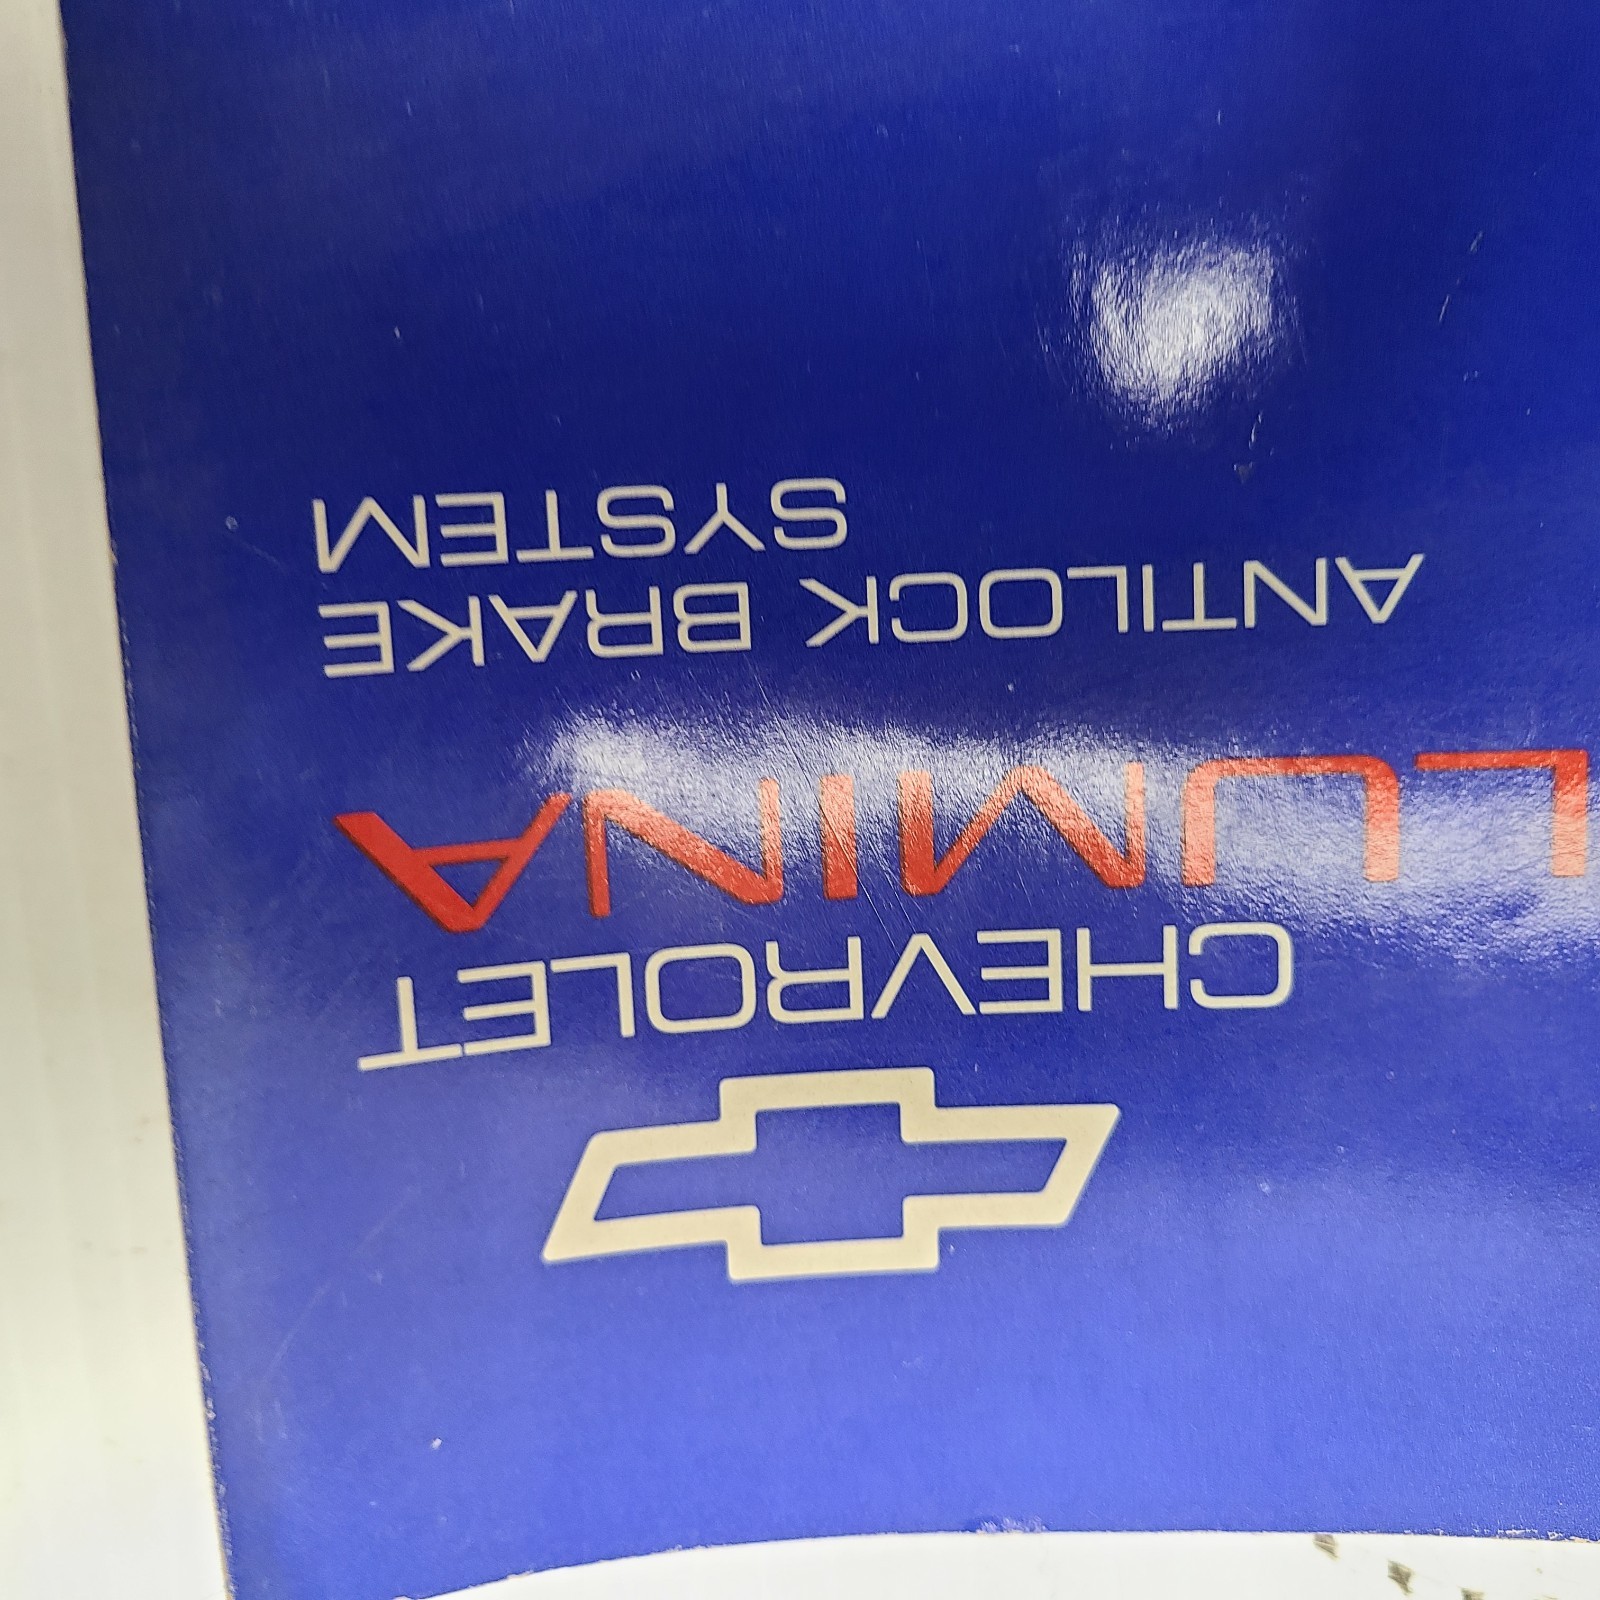 CHEVROLET
LUMINA
ANTILOCK BRAKE
SYSTEM